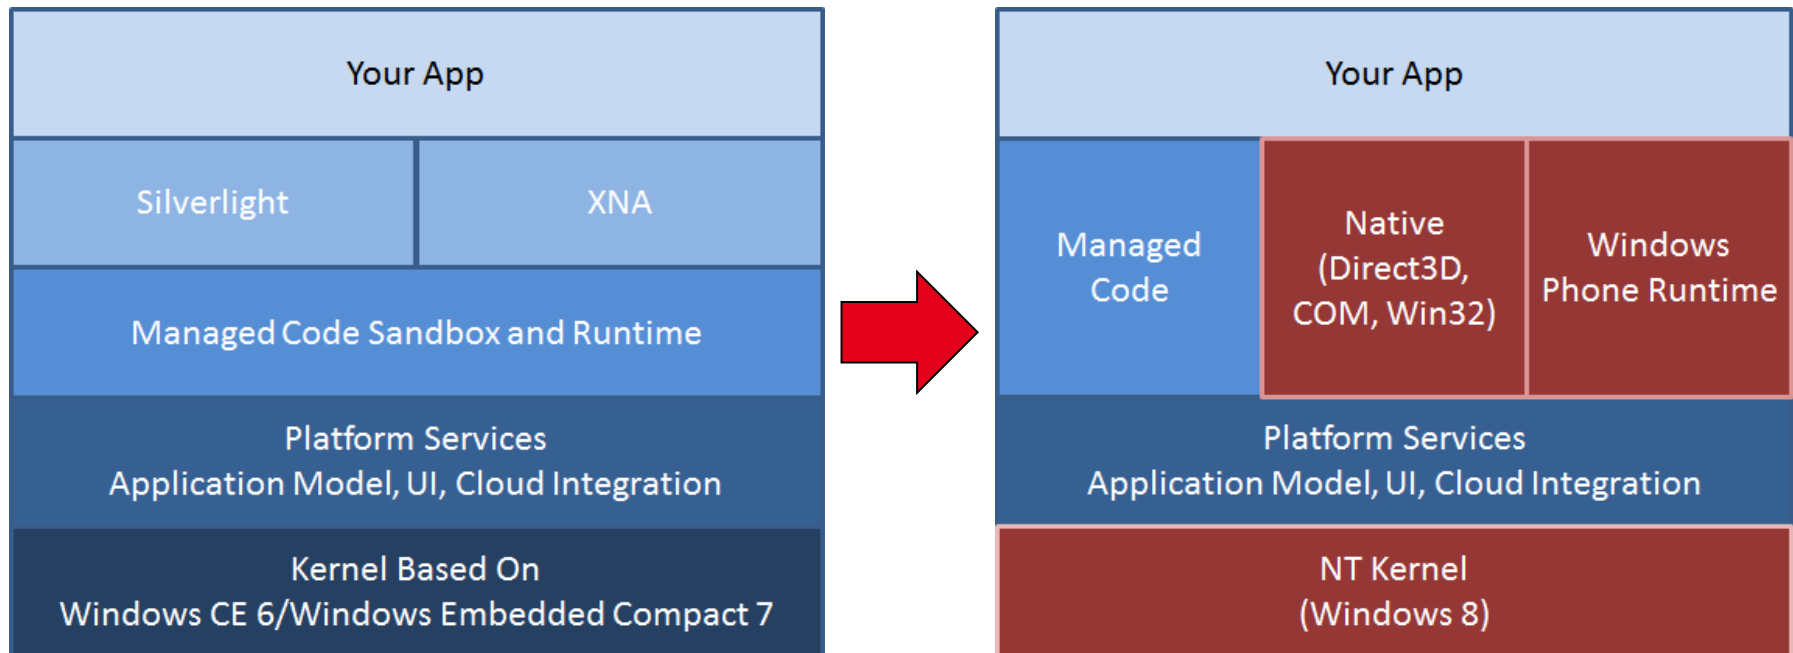 Your App
Silverlight
XNA
Managed Code Sandbox and Runtime
Platform Services
Application Model, UI, Cloud Integration
Kernel Based On
Windows CE 6/Windows Embedded Compact 7
Your App
Managed
Code
Native
(Direct3D,
COM, Win32)
Windows
Phone Runtime
Platform Services
Application Model, UI, Cloud Integration
NT Kernel
(Windows 8)